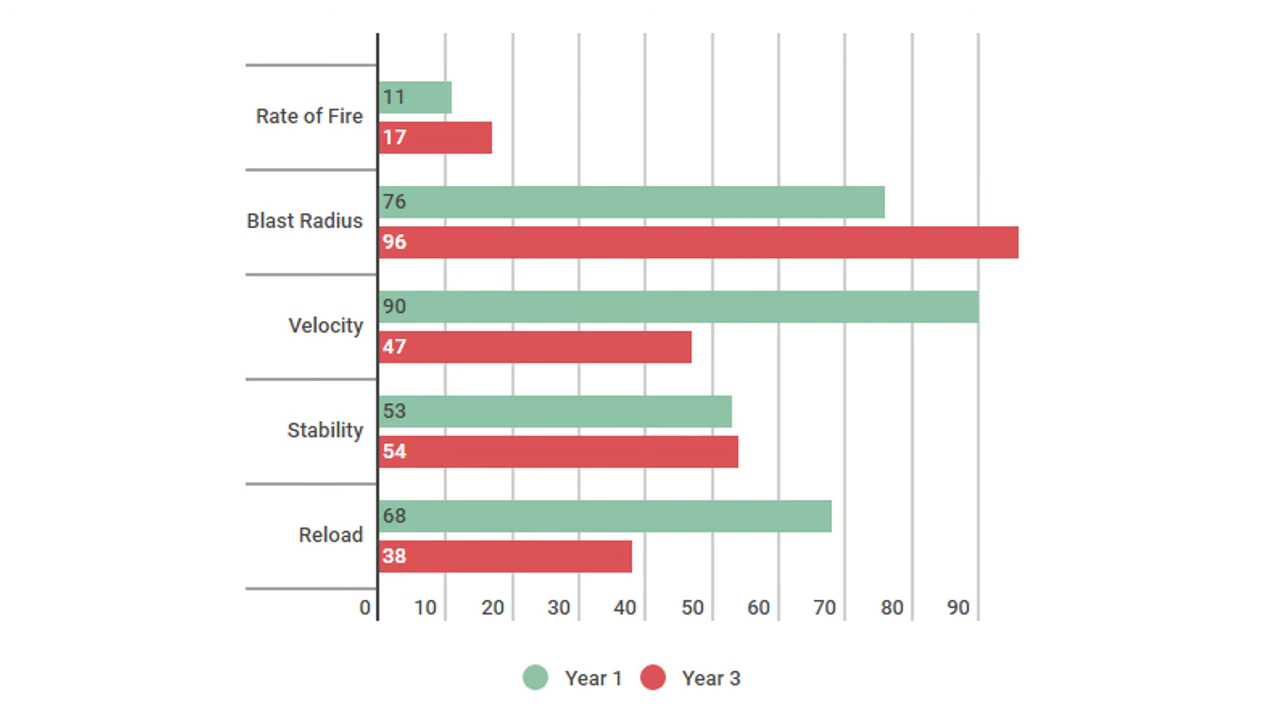 11
Rate of Fire
17
76
Blast Radius
96
90
Velocity
47
53
Stability
54
68
Reload
38
0 10 20 30 40 50 60 70 80 90
Year 1 Year 3